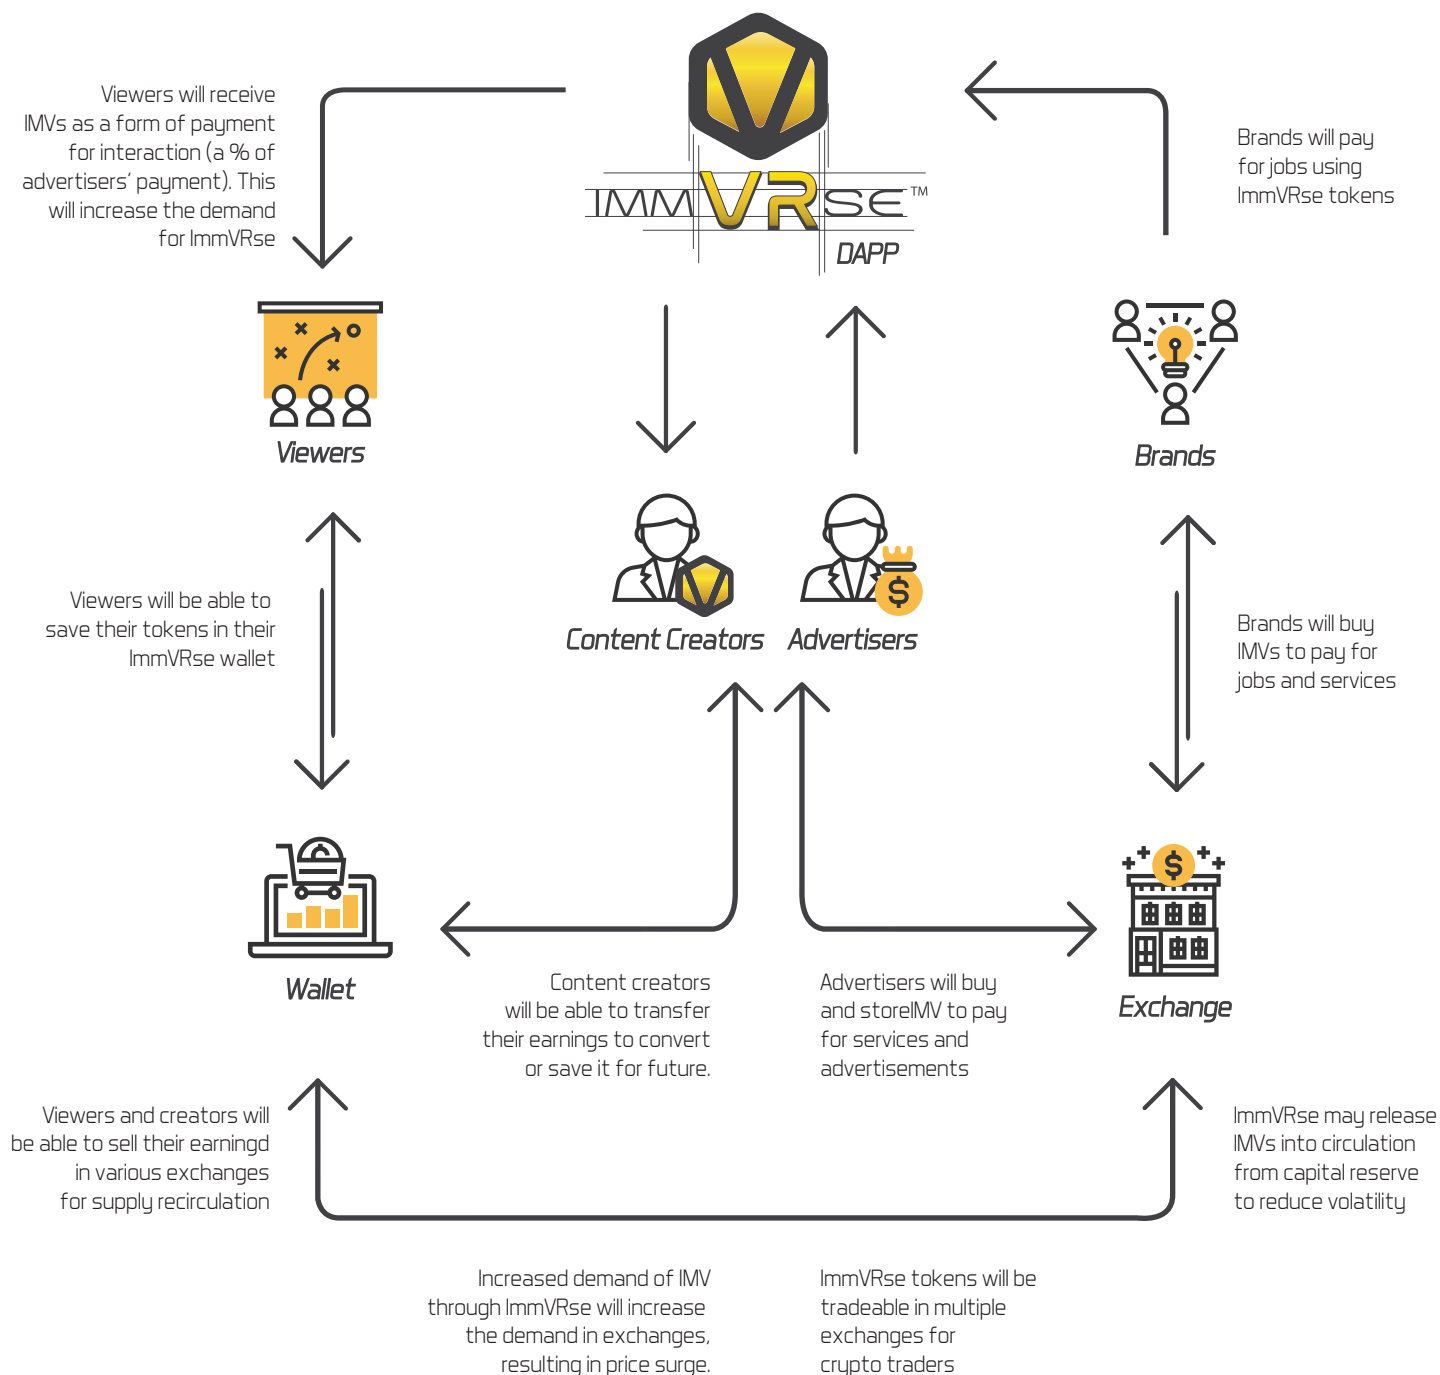 IMMVRSE™
DAPP
Viewers will receive
IMVs as a form of payment
for interaction (a % of
advertisers' payment). This
will increase the demand
for ImmVRse
Brands will pay
for jobs using
ImmVRse tokens
Viewers
Brands
Viewers will be able to
save their tokens in their
ImmVRse wallet
$
Content Creators
Advertisers
Brands will buy
IMVs to pay for
jobs and services
$
Wallet
Exchange
Content creators
will be able to transfer
their earnings to convert
or save it for future.
Advertisers will buy
and storeIMV to pay
for services and
advertisements
Viewers and creators will
be able to sell their earningd
in various exchanges
for supply recirculation
ImmVRse may release
IMVs into circulation
from capital reserve
to reduce volatility
Increased demand of IMV
through ImmVRse will increase
the demand in exchanges,
resulting in price surge.
ImmVRse tokens will be
tradeable in multiple
exchanges for
crypto traders